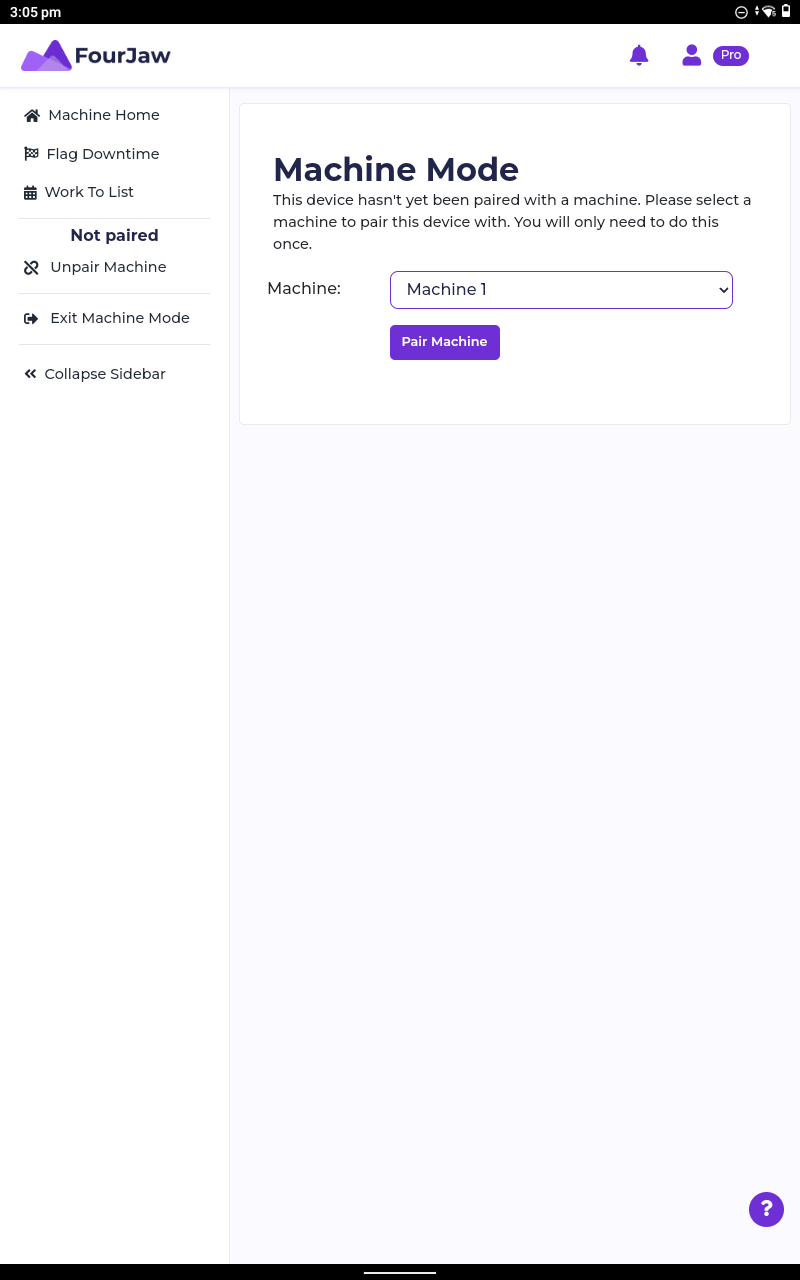 3:05 pm
FourJaw
Pro
Machine Home
Flag Downtime
Work To List
Not paired
Unpair Machine
Exit Machine Mode
Collapse Sidebar
Machine Mode
This device hasn't yet been paired with a machine. Please select a
machine to pair this device with. You will only need to do this
once.
Machine:
Machine 1
Pair Machine
?